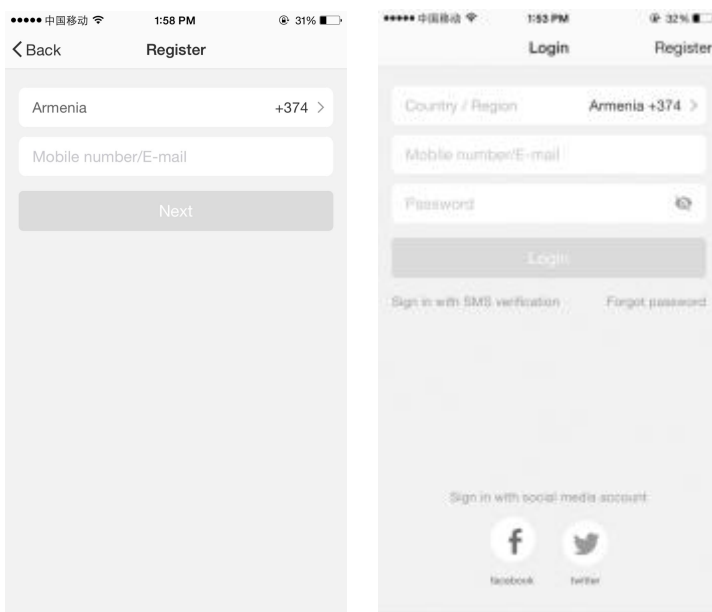 中国移动 1:58 PM 31%
Back Register
Armenia +374
Mobile number/E-mail
Next
中国移动 1:53 PM 32%
Login Register
Country / Region Armenia +374
Mobile number/E-mail
Password
Login
Sign in with SMS verification Forgot password
Sign in with social media account
facebook twitter